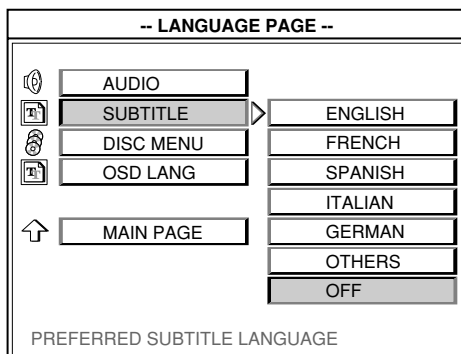 -- LANGUAGE PAGE --
AUDIO
SUBTITLE
DISC MENU
OSD LANG
MAIN PAGE
ENGLISH
FRENCH
SPANISH
ITALIAN
GERMAN
OTHERS
OFF
PREFERRED SUBTITLE LANGUAGE